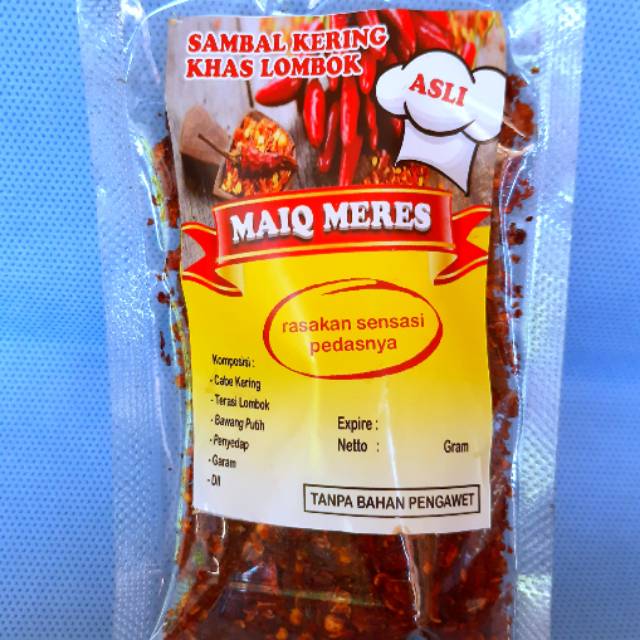 SAMBAL KERING
KHAS LOMBOK
ASLI
MAIQ MERES
rasakan sensasi
pedasnya
Komposisi :
- Cabe Kering
- Terasi Lombok
- Bawang Putih
- Penyedap
- Garam
- Dll
Expire :
Netto : Gram
TANPA BAHAN PENGAWET